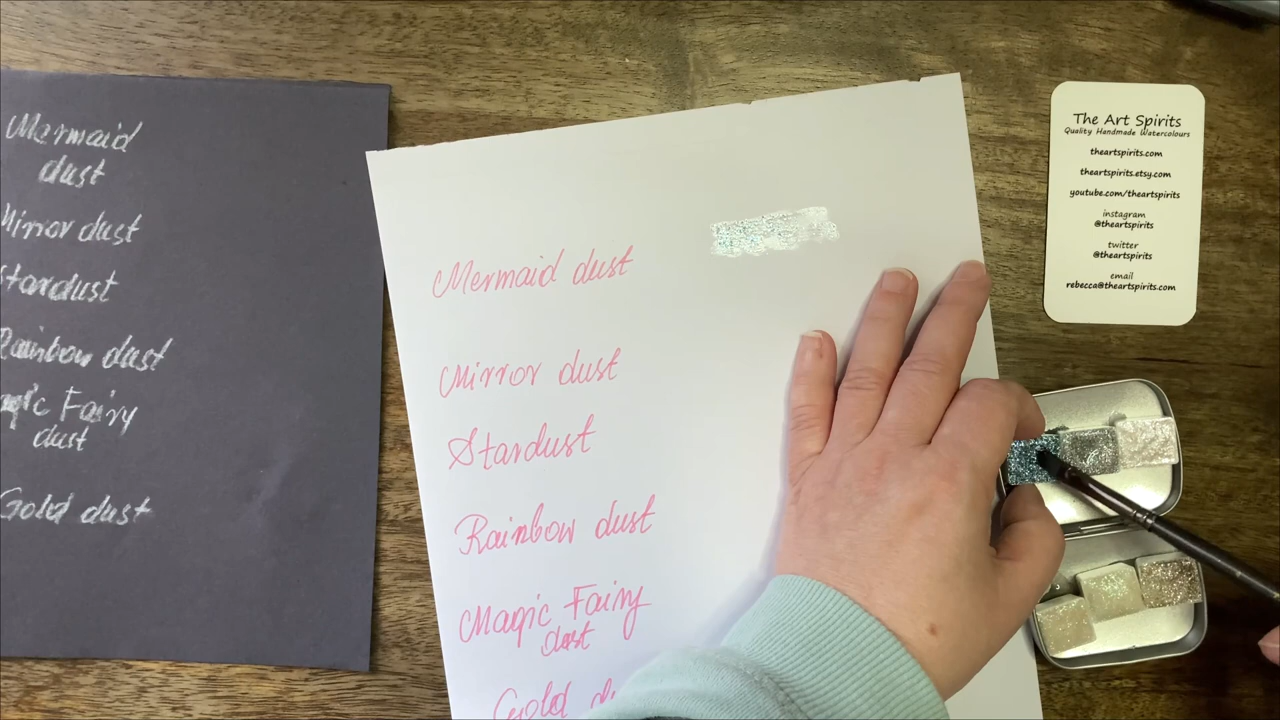 Mermaid
dust
Mirror dust
Stardust
Rainbow dust
Fairy
dust
Gold dust
Mermaid dust
Mirror dust
Stardust
Rainbow dust
Magic Fairy
dust
Gold
The Art Spirits
Quality Handmade Watercolours
theartspirits.com
theartspirits.etsy.com
youtube.com/theartspirits
instagram
@theartspirits
twitter
@theartspirits
email
rebecca@theartspirits.com